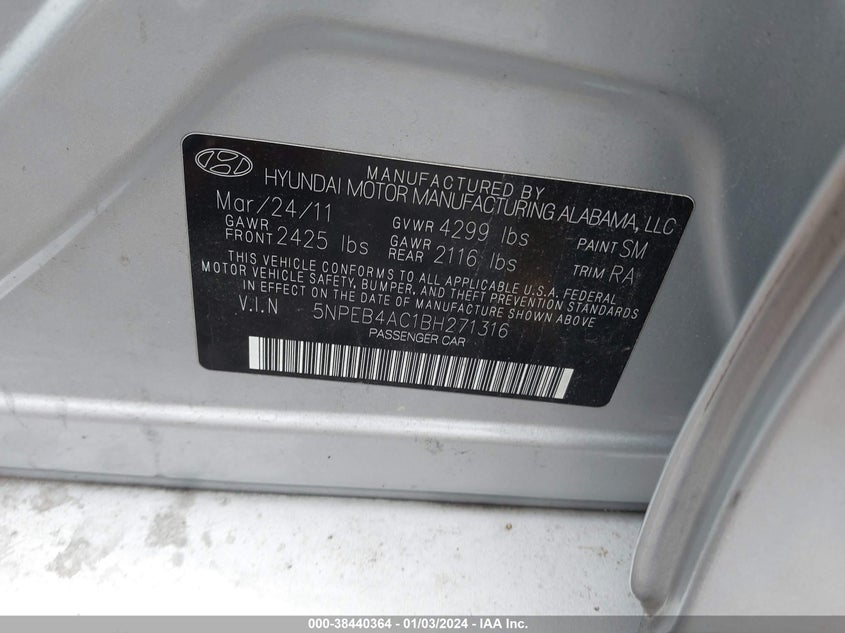 MANUFACTURED BY
HYUNDAI MOTOR MANUFACTURING ALABAMA, LLC
Mar/24/11 GVWR 4299 lbs PAINT SM
GAWR FRONT 2425 lbs GAWR REAR 2116 lbs TRIM RA
THIS VEHICLE CONFORMS TO ALL APPLICABLE U.S.A. FEDERAL
MOTOR VEHICLE SAFETY, BUMPER, AND THEFT PREVENTION
STANDARDS IN EFFECT ON THE DATE OF MANUFACTURE SHOWN ABOVE
V.I.N 5NPEB4AC1BH271316
PASSENGER CAR
000-38440364 - 01/03/2024 - IAA Inc.